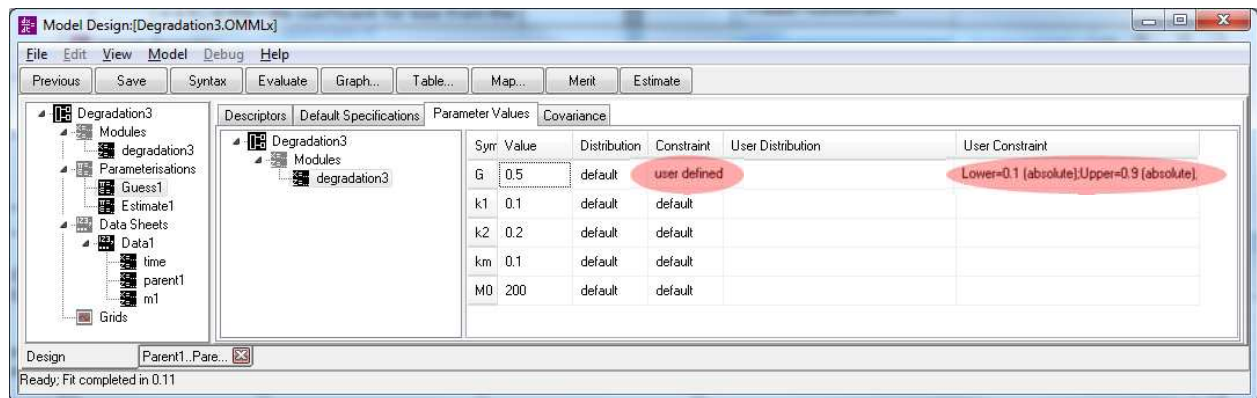 Model Design:[Degradation3.OMMLx]
File Edit View Model Debug Help
Previous Save Syntax Evaluate Graph... Table... Map... Merit Estimate
Degradation3
Modules
degradation3
Parameterisations
Guess1
Estimate1
Data Sheets
Data1
time
parent1
m1
Grids
Descriptors Default Specifications Parameter Values Covariance
Degradation3
Modules
degradation3
Sym Value Distribution Constraint User Distribution User Constraint
G 0.5 default user defined Lower=0.1 (absolute);Upper=0.9 (absolute),
k1 0.1 default default
k2 0.2 default default
km 0.1 default default
M0 200 default default
Design Parent1..Pare...
Ready; Fit completed in 0.11